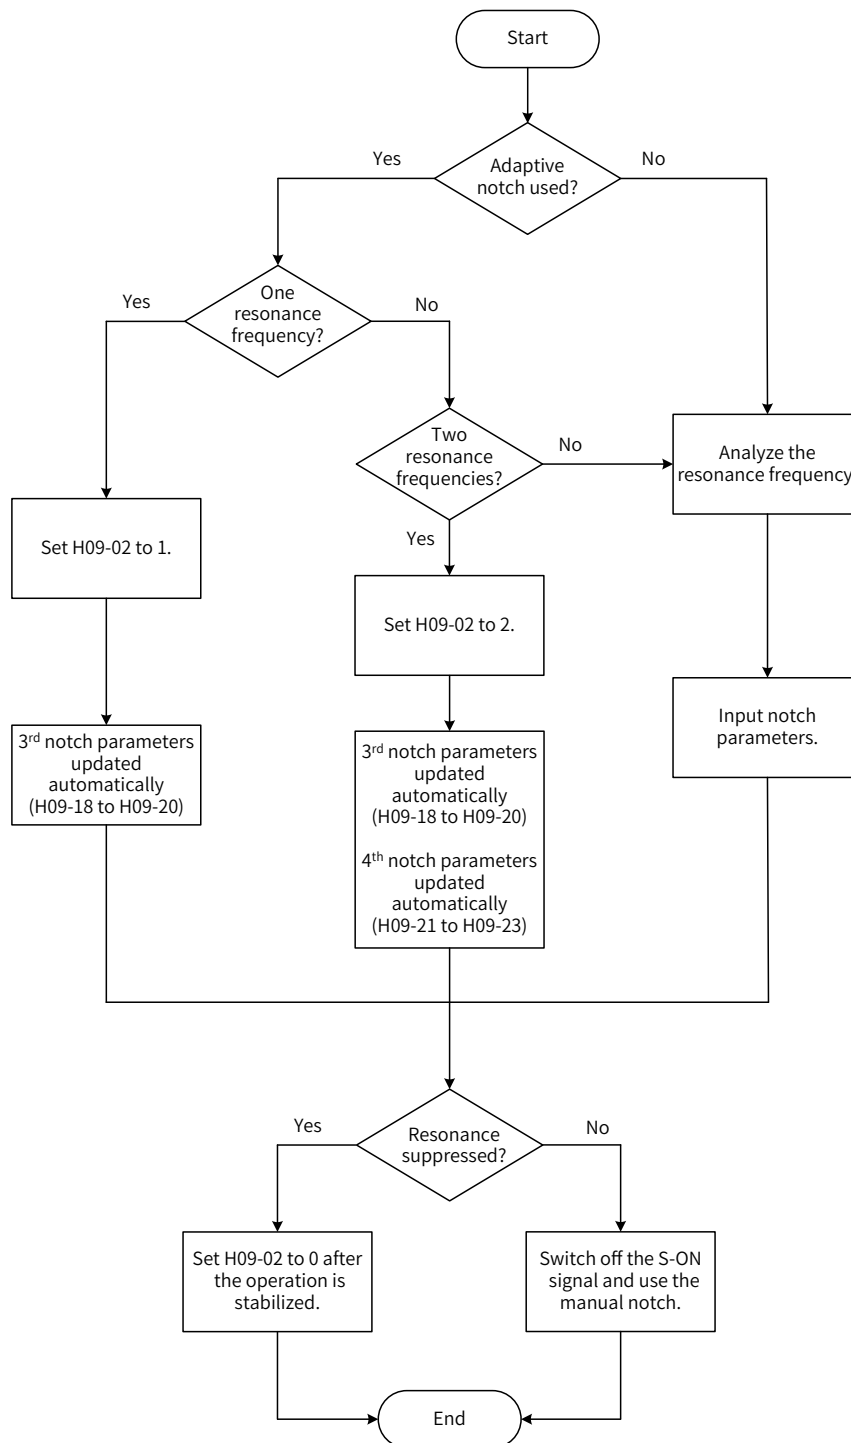 Start
Yes
Adaptive
notch used?
No
Yes
One
resonance
frequency?
No
Two
resonance
frequencies?
No
Analyze the
resonance frequency
Set H09-02 to 1.
Yes
Set H09-02 to 2.
Input notch
parameters.
3rd notch parameters
updated
automatically
(H09-18 to H09-20)
3rd notch parameters
updated
automatically
(H09-18 to H09-20)
4th notch parameters
updated
automatically
(H09-21 to H09-23)
Yes
Resonance
suppressed?
No
Set H09-02 to 0 after
the operation is
stabilized.
Switch off the S-ON
signal and use the
manual notch.
End